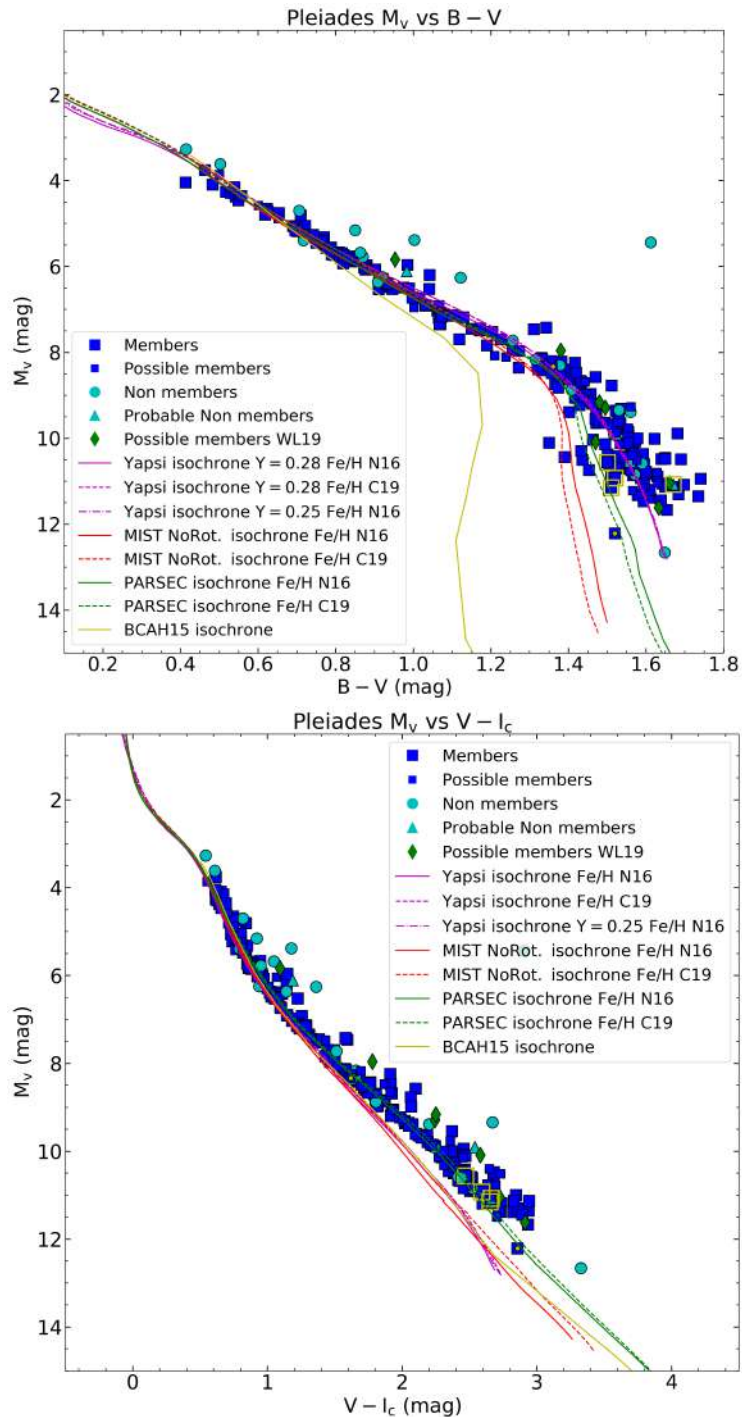 Pleiades Mv vs B − V
2
4
6
8
10
12
14
Mv (mag)
Members
Possible members
Non members
Probable Non members
Possible members WL19
Yapsi isochrone Y = 0.28 Fe/H N16
Yapsi isochrone Y = 0.28 Fe/H C19
Yapsi isochrone Y = 0.25 Fe/H N16
MIST NoRot. isochrone Fe/H N16
MIST NoRot. isochrone Fe/H C19
PARSEC isochrone Fe/H N16
PARSEC isochrone Fe/H C19
BCAH15 isochrone
0.2 0.4 0.6 0.8 1.0 1.2 1.4 1.6 1.8
B − V (mag)
Pleiades Mv vs V − Ic
2
4
6
8
10
12
14
Mv (mag)
Members
Possible members
Non members
Probable Non members
Possible members WL19
Yapsi isochrone Fe/H N16
Yapsi isochrone Fe/H C19
Yapsi isochrone Y = 0.25 Fe/H N16
MIST NoRot. isochrone Fe/H N16
MIST NoRot. isochrone Fe/H C19
PARSEC isochrone Fe/H N16
PARSEC isochrone Fe/H C19
BCAH15 isochrone
0 1 2 3 4
V − Ic (mag)